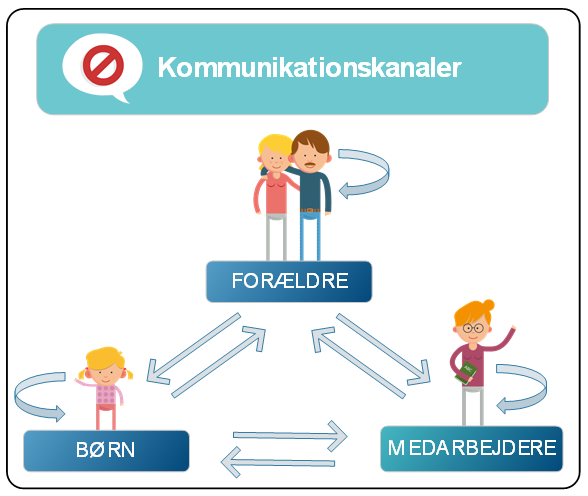 Kommunikationskanaler
FORÆLDRE
BØRN
MEDARBEJDERE